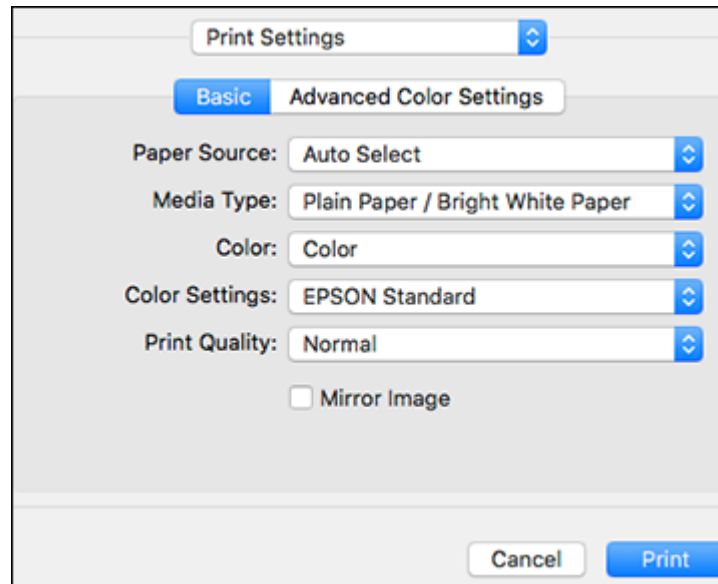 Print Settings
Basic Advanced Color Settings
Paper Source: Auto Select
Media Type: Plain Paper / Bright White Paper
Color: Color
Color Settings: EPSON Standard
Print Quality: Normal
Mirror Image
Cancel Print